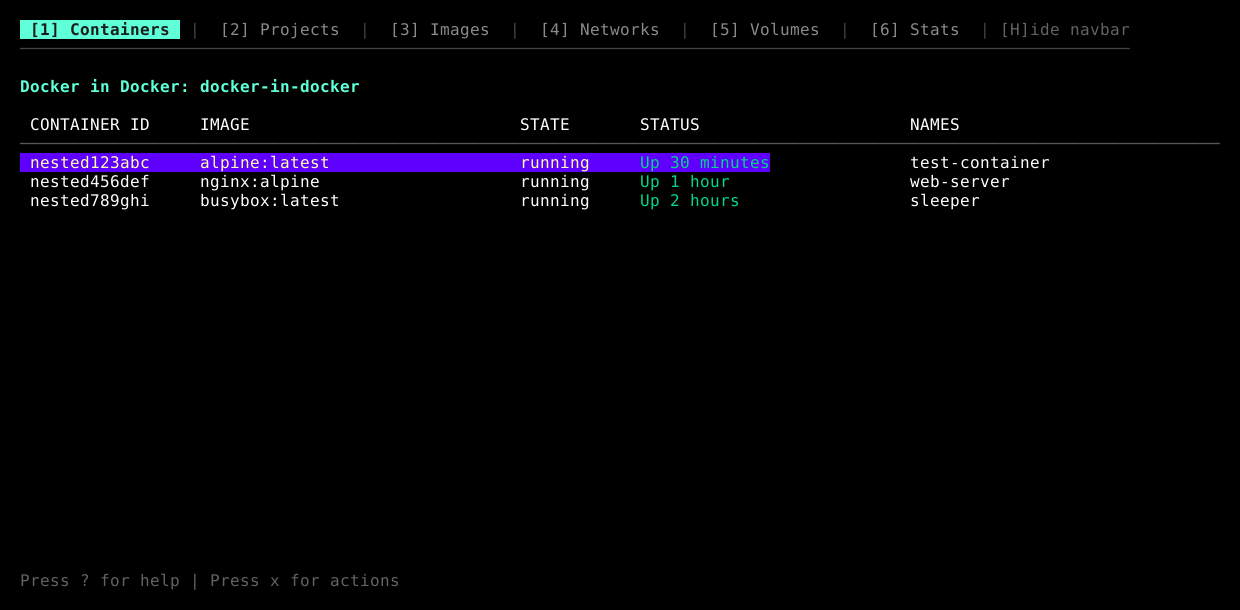 [1] Containers | [2] Projects | [3] Images | [4] Networks | [5] Volumes | [6] Stats | [H]ide navbar
Docker in Docker: docker-in-docker
CONTAINER ID IMAGE STATE STATUS NAMES
nested123abc alpine:latest running Up 30 minutes test-container
nested456def nginx:alpine running Up 1 hour web-server
nested789ghi busybox:latest running Up 2 hours sleeper
Press ? for help | Press x for actions